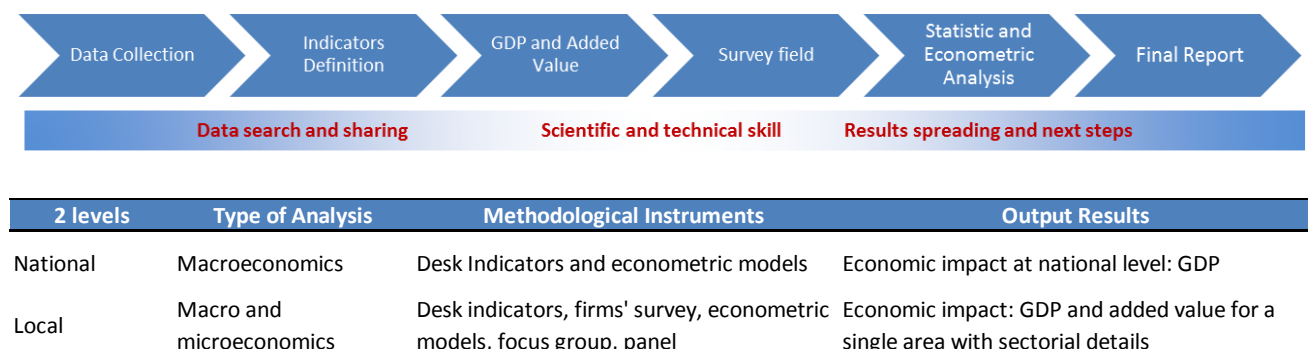 Data Collection
Indicators
Definition
GDP and Added
Value
Survey field
Statistic and
Econometric
Analysis
Final Report
Data search and sharing
Scientific and technical skill
Results spreading and next steps
2 levels Type of Analysis Methodological Instruments Output Results
National Macroeconomics Desk Indicators and econometric models Economic impact at national level: GDP
Local
Macro and
microeconomics
Desk indicators, firms' survey, econometric
models, focus group, panel
Economic impact: GDP and added value for a
single area with sectorial details